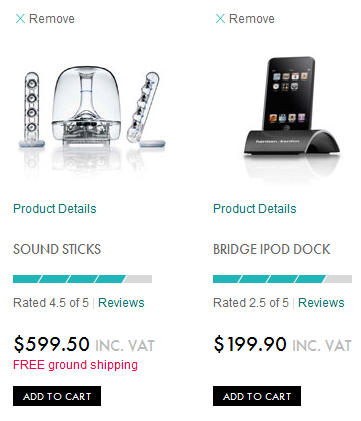 X Remove
X Remove
harman/kardon
Product Details
Product Details
SOUND STICKS
BRIDGE IPOD DOCK
Rated 4.5 of 5 | Reviews
Rated 2.5 of 5 | Reviews
$599.50 INC. VAT
$199.90 INC. VAT
FREE ground shipping
ADD TO CART
ADD TO CART